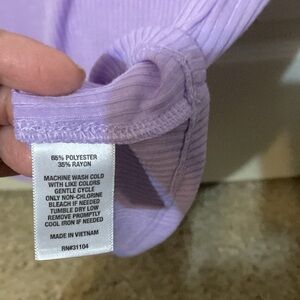 65% POLYESTER
35% RAYON
MACHINE WASH COLD
WITH LIKE COLORS
GENTLE CYCLE
ONLY NON-CHLORINE
BLEACH IF NEEDED
TUMBLE DRY LOW
REMOVE PROMPTLY
COOL IRON IF NEEDED
MADE IN VIETNAM
RN#31104